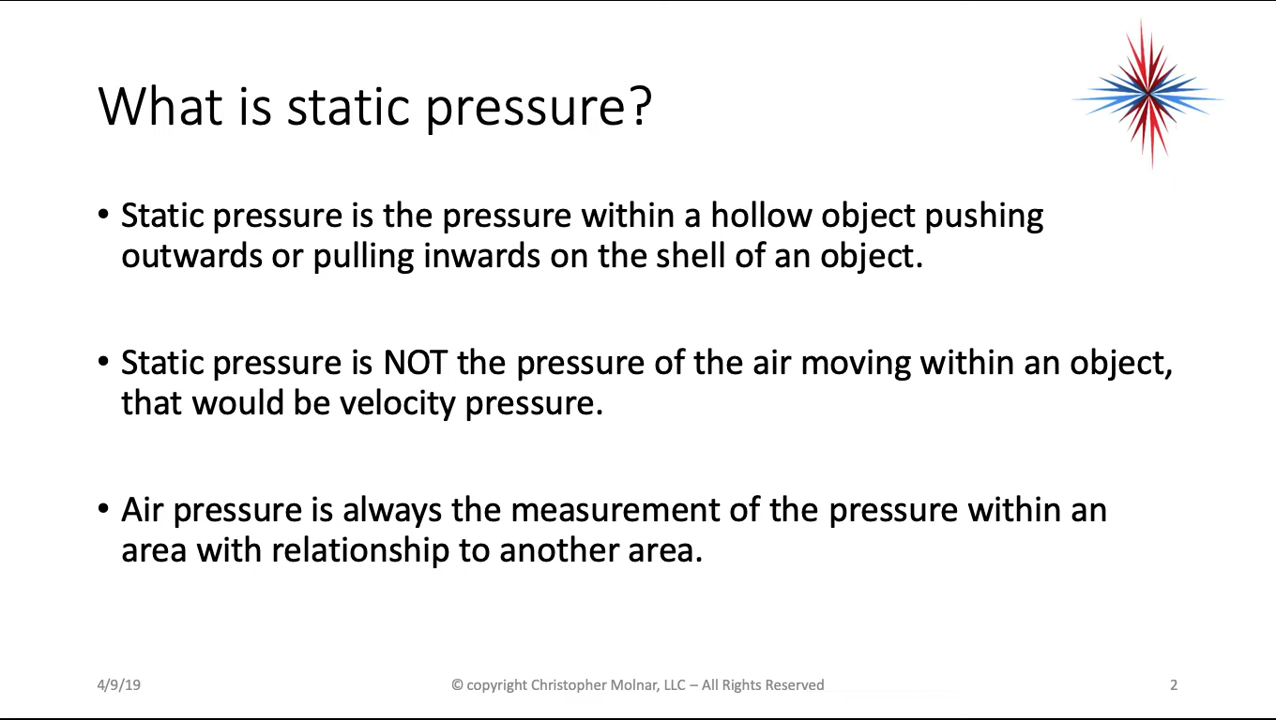 What is static pressure?
• Static pressure is the pressure within a hollow object pushing
outwards or pulling inwards on the shell of an object.
• Static pressure is NOT the pressure of the air moving within an object,
that would be velocity pressure.
• Air pressure is always the measurement of the pressure within an
area with relationship to another area.
4/9/19
© copyright Christopher Molnar, LLC – All Rights Reserved
2